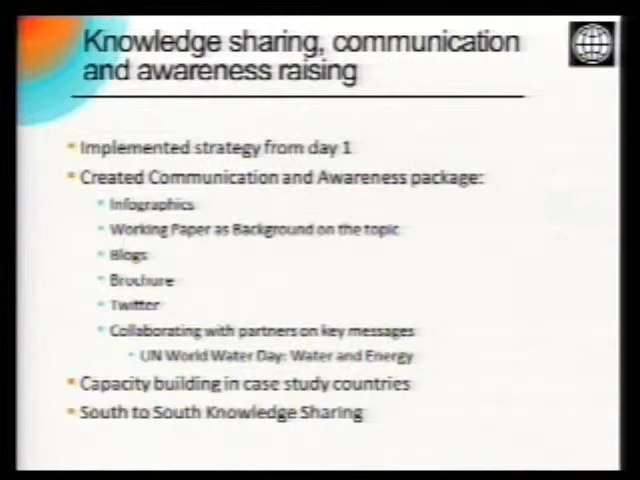 Knowledge sharing, communication
and awareness raising
Implemented strategy from day 1
Created Communication and Awareness package:
Infographics
Working Paper as Background on the topic
Blogs
Brochure
Twitter
Collaborating with partners on key messages
UN World Water Day: Water and Energy
Capacity building in case study countries
South to South Knowledge Sharing